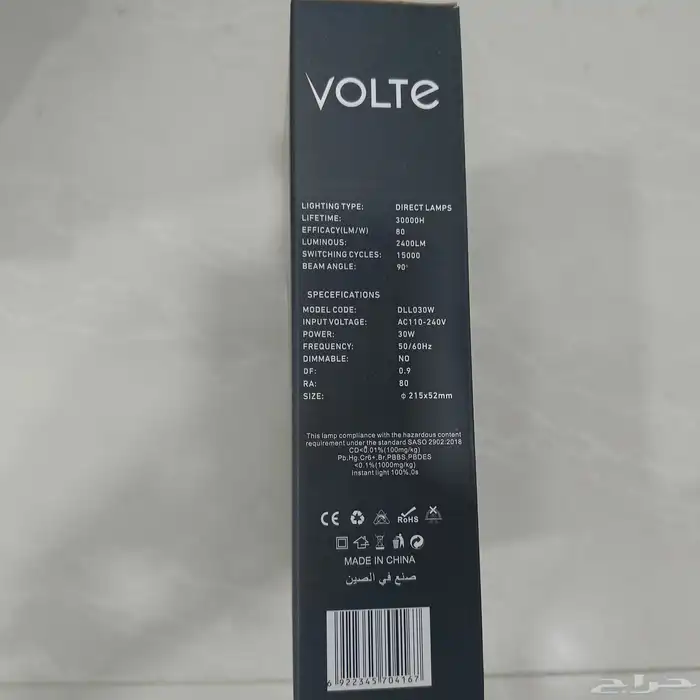 VOLTe
LIGHTING TYPE: DIRECT LAMPS
LIFETIME: 30000H
EFFICACY(LM/W) 80
LUMINOUS: 2400LM
SWITCHING CYCLES: 15000
BEAM ANGLE: 90°
SPECEFICATIONS
MODEL CODE: DLL030W
INPUT VOLTAGE: AC110-240V
POWER: 30W
FREQUENCY: 50/60Hz
DIMMABLE: NO
DF: 0.9
RA: 80
SIZE: φ 215x52mm
This lamp compliance with the hazardous content
requirement under the standard SASO 2902:2018
CD<0.01%(100mg/kg)
Pb,Hg,Cr6+,Br,PBBS,PBDES
<0.1%(1000mg/kg)
Instant light 100%,0s
CE RoHS
MADE IN CHINA
صنع في الصين
6 922345 704167
حراج